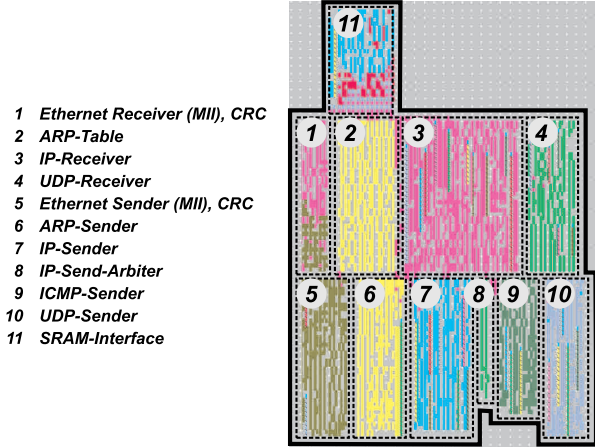 11
1 Ethernet Receiver (MII), CRC
2 ARP-Table
3 IP-Receiver
4 UDP-Receiver
5 Ethernet Sender (MII), CRC
6 ARP-Sender
7 IP-Sender
8 IP-Send-Arbiter
9 ICMP-Sender
10 UDP-Sender
11 SRAM-Interface
1 2 3 4
5 6 7 8 9 10